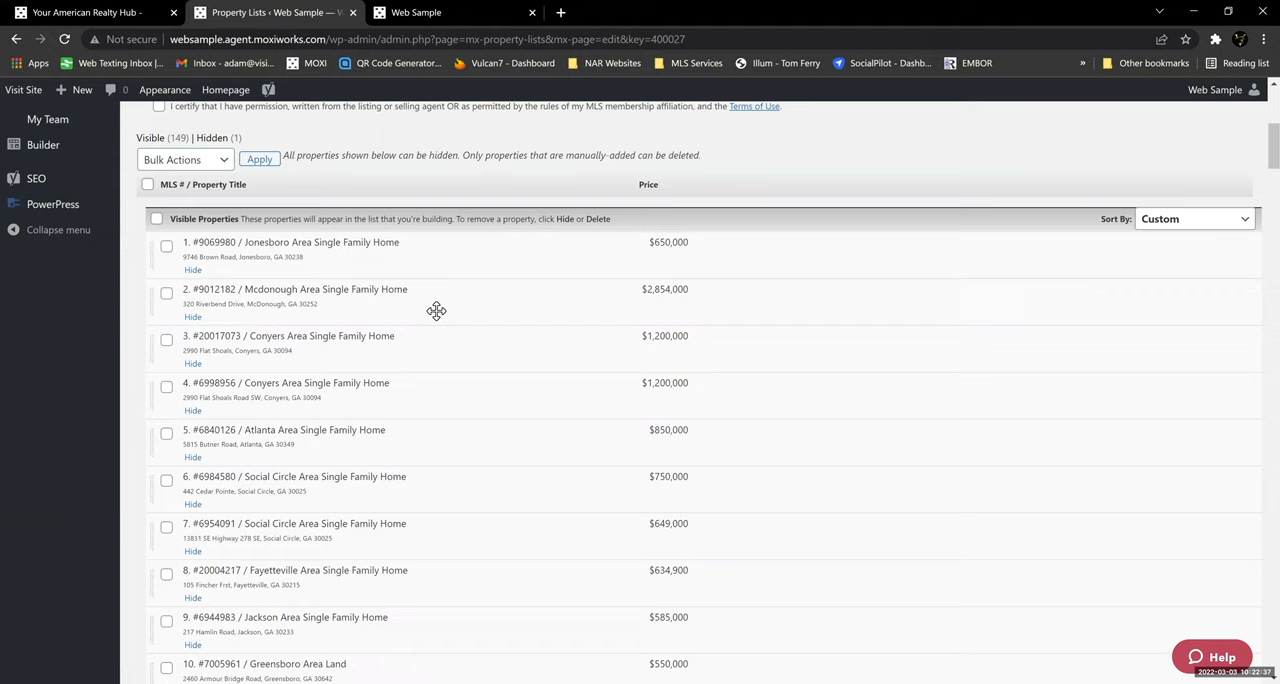 Your American Realty Hub -
Property Lists ‹ Web Sample — W
Web Sample
Not secure
websample.agent.moxiworks.com/wp-admin/admin.php?page=mx-property-lists&mx-page=edit&key=400027
Apps
Web Texting Inbox |...
Inbox - adam@visi...
MOXI
QR Code Generator...
Vulcan7 - Dashboard
NAR Websites
MLS Services
Illum - Tom Ferry
SocialPilot - Dashb...
EMBOR
»
Other bookmarks
Reading list
Visit Site
+ New
0
Appearance
Homepage
Web Sample
My Team
Builder
SEO
PowerPress
Collapse menu
I certify that I have permission, written from the listing or selling agent OR as permitted by the rules of my MLS membership affiliation, and the Terms of Use.
Visible (149) | Hidden (1)
Bulk Actions
Apply
All properties shown below can be hidden. Only properties that are manually-added can be deleted.
MLS # / Property Title
Price
Visible Properties These properties will appear in the list that you're building. To remove a property, click Hide or Delete
Sort By:
Custom
1. #9069980 / Jonesboro Area Single Family Home
$650,000
9746 Brown Road, Jonesboro, GA 30238
Hide
2. #9012182 / Mcdonough Area Single Family Home
$2,854,000
320 Riverbend Drive, McDonough, GA 30252
Hide
3. #20017073 / Conyers Area Single Family Home
$1,200,000
2990 Flat Shoals, Conyers, GA 30094
Hide
4. #6998956 / Conyers Area Single Family Home
$1,200,000
2990 Flat Shoals Road SW, Conyers, GA 30094
Hide
5. #6840126 / Atlanta Area Single Family Home
$850,000
5815 Butner Road, Atlanta, GA 30349
Hide
6. #6984580 / Social Circle Area Single Family Home
$750,000
442 Cedar Pointe, Social Circle, GA 30025
Hide
7. #6954091 / Social Circle Area Single Family Home
$649,000
13831 SE Highway 278 SE, Social Circle, GA 30025
Hide
8. #20004217 / Fayetteville Area Single Family Home
$634,900
105 Fincher Frst, Fayetteville, GA 30215
Hide
9. #6944983 / Jackson Area Single Family Home
$585,000
217 Hamlin Road, Jackson, GA 30233
Hide
10. #7005961 / Greensboro Area Land
$550,000
2460 Armour Bridge Road, Greensboro, GA 30642
Help
2022-03-03 10:22:37